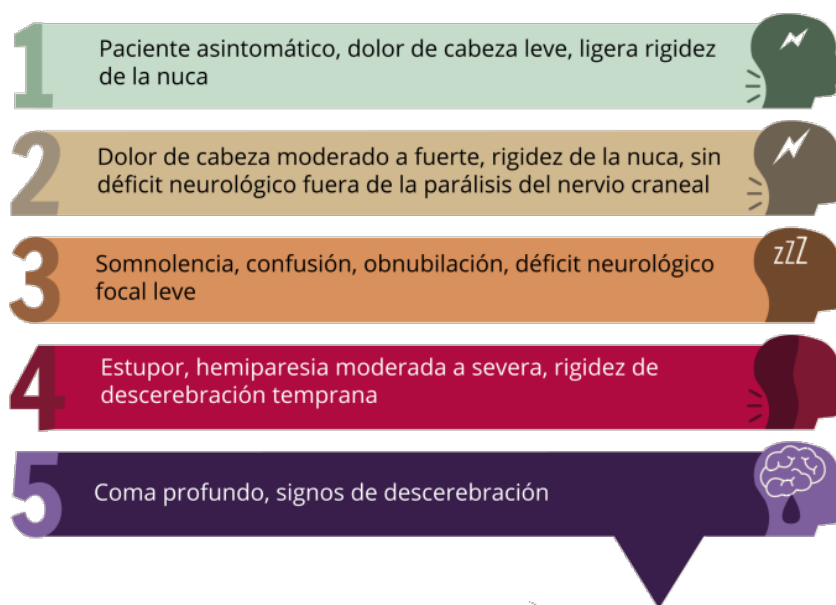 1
Paciente asintomático, dolor de cabeza leve, ligera rigidez
de la nuca
2
Dolor de cabeza moderado a fuerte, rigidez de la nuca, sin
déficit neurológico fuera de la parálisis del nervio craneal
3
Somnolencia, confusión, obnubilación, déficit neurológico
focal leve
zZZ
4
Estupor, hemiparesia moderada a severa, rigidez de
descerebración temprana
5
Coma profundo, signos de descerebración